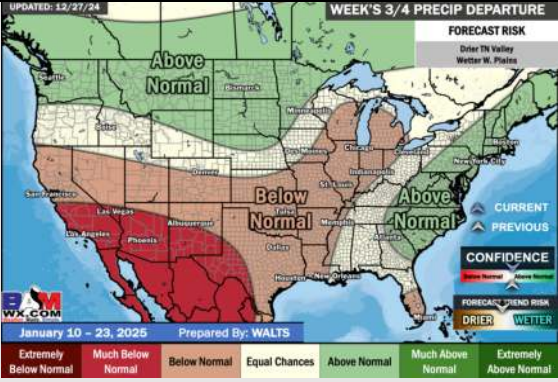 UPDATED: 12/27/24
WEEK'S 3/4 PRECIP DEPARTURE
FORECAST RISK
Drier TN Valley
Wetter W. Plains
Seattle
Above
Normal
Bismarck
Minneapolis
Boise
Boston
Des Moines
Chicago
Cleveland
New York City
Denver
Indianapolis
San Francisco
St. Louis
Below
Normal
Above
Normal
Las Vegas
Tulsa
Los Angeles
Albuquerque
Memphis
Phoenix
Atlanta
Dallas
Houston
New Orleans
Miami
CURRENT
PREVIOUS
CONFIDENCE
Below Normal
Above Normal
FORECAST TREND RISK
DRIER
WETTER
BAM
WX.COM
January 10 – 23, 2025
Prepared By: WALTS
Extremely
Below Normal
Much Below
Normal
Below Normal
Equal Chances
Above Normal
Much Above
Normal
Extremely
Above Normal